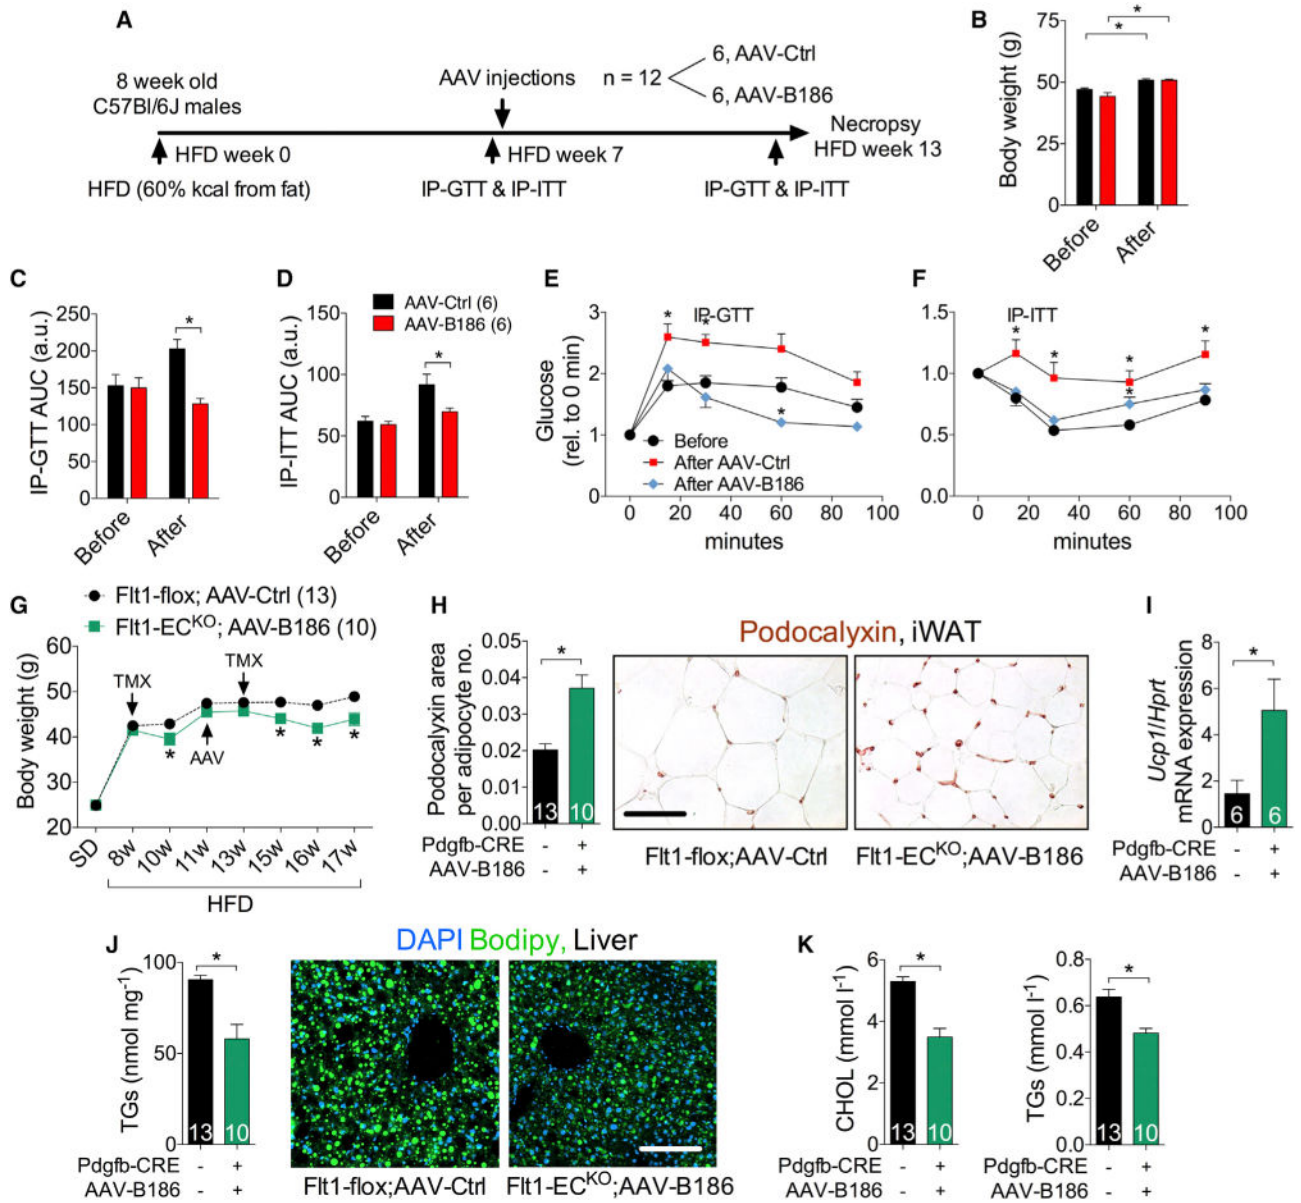 A
8 week old
C57Bl/6J males
AAV injections
n = 12
6, AAV-Ctrl
6, AAV-B186
HFD week 0
HFD week 7
Necropsy
HFD week 13
HFD (60% kcal from fat)
IP-GTT & IP-ITT
IP-GTT & IP-ITT
B
Body weight (g)
75
50
25
0
*
*
Before
After
C
IP-GTT AUC (a.u.)
250
200
150
100
50
0
*
Before
After
D
IP-ITT AUC (a.u.)
150
100
50
0
AAV-Ctrl (6)
AAV-B186 (6)
*
Before
After
E
Glucose
(rel. to 0 min)
3
2
1
0
IP-GTT
* * *
Before
After AAV-Ctrl
After AAV-B186
0 20 40 60 80 100
minutes
F
1.5
1.0
0.5
0.0
IP-ITT
* * * * *
0 20 40 60 80 100
minutes
G
Flt1-flox; AAV-Ctrl (13)
Flt1-ECKO; AAV-B186 (10)
Body weight (g)
60
50
40
30
20
TMX
TMX
AAV
* * * *
SD 8w 10w 11w 13w 15w 16w 17w
HFD
H
Podocalyxin area
per adipocyte no.
0.05
0.04
0.03
0.02
0.01
0.00
*
13 10
Pdgfb-CRE - +
AAV-B186 - +
Podocalyxin, iWAT
Flt1-flox;AAV-Ctrl
Flt1-ECKO;AAV-B186
I
Ucp1/Hprt
mRNA expression
8
6
4
2
0
*
6 6
Pdgfb-CRE - +
AAV-B186 - +
J
TGs (nmol mg-1)
100
50
0
*
13 10
Pdgfb-CRE - +
AAV-B186 - +
DAPI Bodipy, Liver
Flt1-flox;AAV-Ctrl
Flt1-ECKO;AAV-B186
K
CHOL (mmol l-1)
6
4
2
0
*
13 10
Pdgfb-CRE - +
AAV-B186 - +
TGs (mmol l-1)
0.8
0.6
0.4
0.2
0.0
*
13 10
Pdgfb-CRE - +
AAV-B186 - +